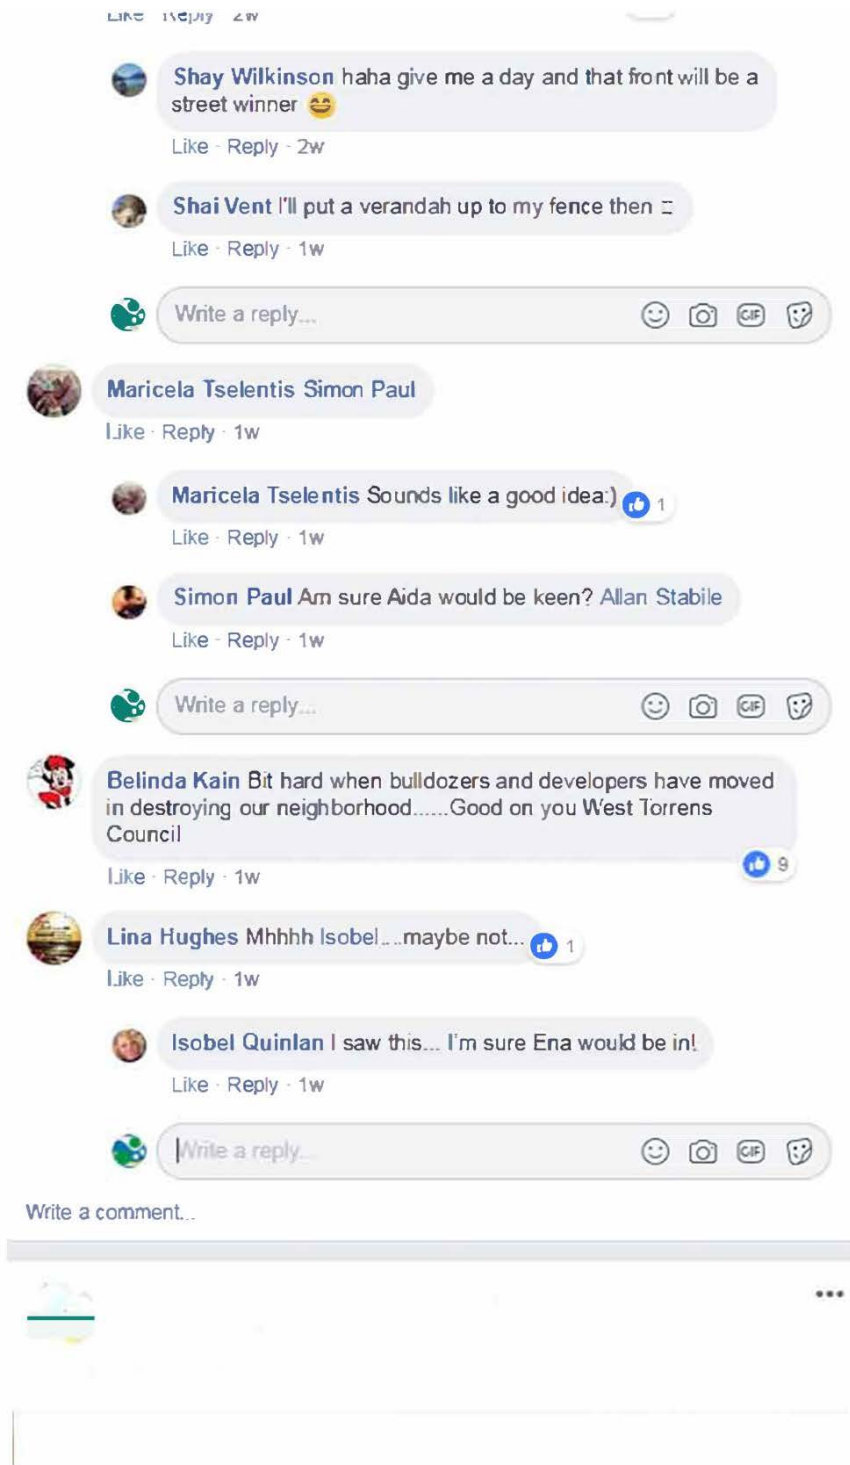 Like Reply 2w
Shay Wilkinson haha give me a day and that front will be a
street winner 😄
Like · Reply · 2w
Shai Vent I'll put a verandah up to my fence then
Like · Reply · 1w
Write a reply...
GIF
Maricela Tselentis Simon Paul
Like · Reply · 1w
Maricela Tselentis Sounds like a good idea:) 1
Like · Reply · 1w
Simon Paul Am sure Aida would be keen? Allan Stabile
Like · Reply · 1w
Write a reply...
GIF
Belinda Kain Bit hard when bulldozers and developers have moved
in destroying our neighborhood......Good on you West Torrens
Council
9
Like · Reply · 1w
Lina Hughes Mhhhh Isobel....maybe not... 1
Like · Reply · 1w
Isobel Quinlan I saw this... I'm sure Ena would be in!
Like · Reply · 1w
Write a reply...
GIF
Write a comment...